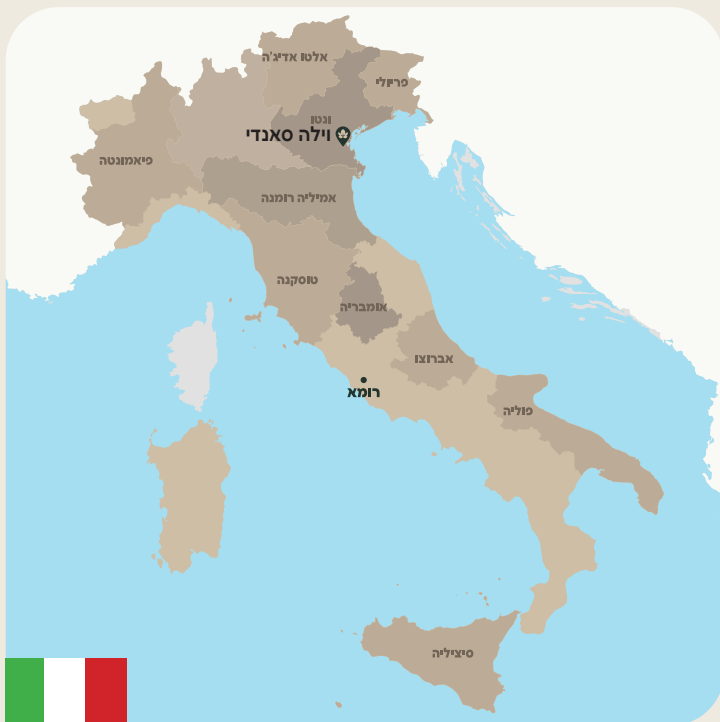 אלטו אדיג'ה
פריולי
ונטו
וילה סאנדי
פיאמונטה
אמיליה רומנה
טוסקנה
אומבריה
אברוצו
רומא
פוליה
סיציליה